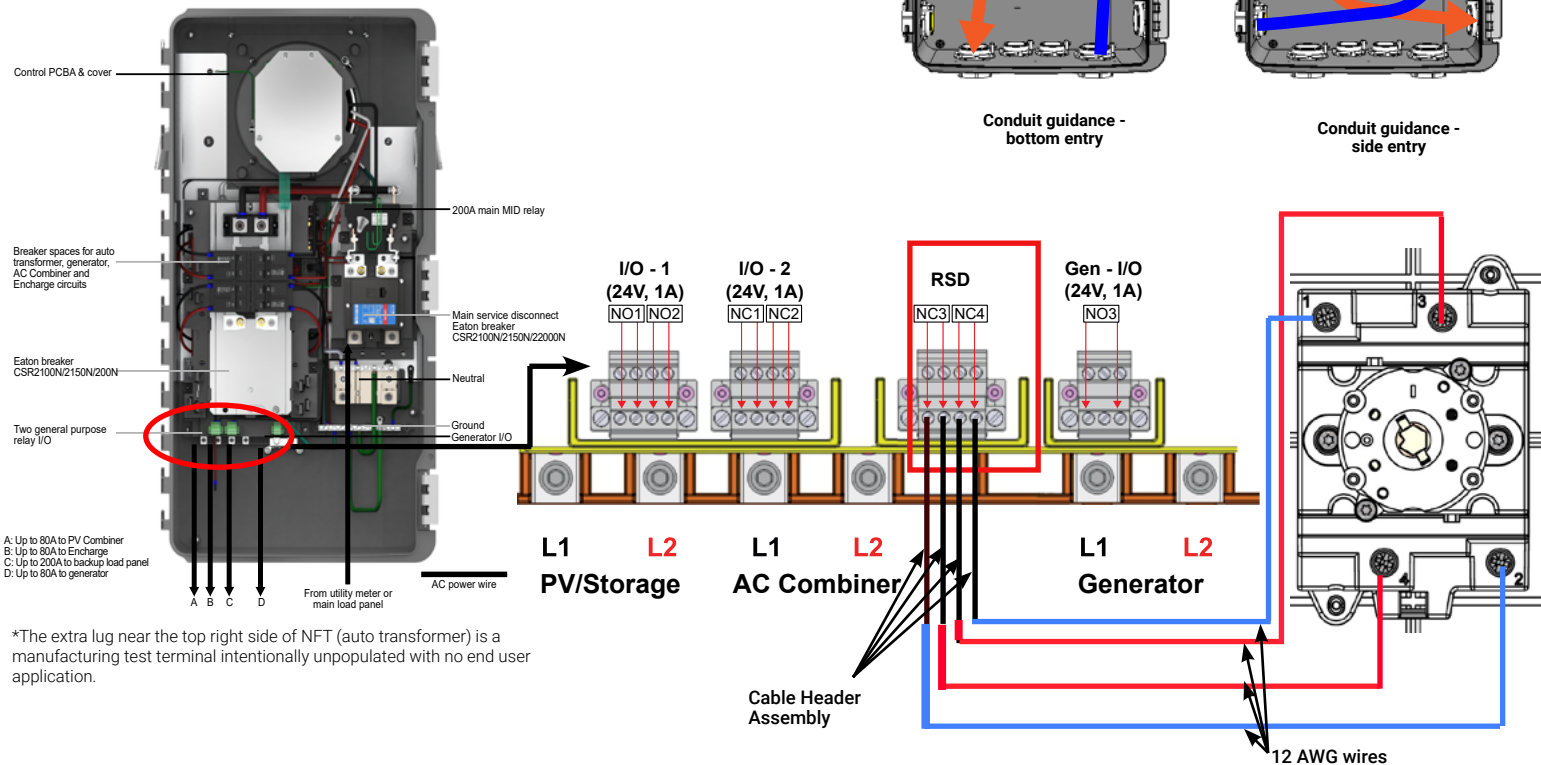 Control PCBA & cover
200A main MID relay
Breaker spaces for auto
transformer, generator,
AC Combiner and
Encharge circuits
Main service disconnect
Eaton breaker
CSR2100N/2150N/22000N
Eaton breaker
CSR2100N/2150N/200N
Neutral
Two general purpose
relay I/O
Ground
Generator I/O
A: Up to 80A to PV Combiner
B: Up to 80A to Encharge
C: Up to 200A to backup load panel
D: Up to 80A to generator
A B C D
From utility meter or
main load panel
AC power wire
*The extra lug near the top right side of NFT (auto transformer) is a
manufacturing test terminal intentionally unpopulated with no end user
application.
Conduit guidance -
bottom entry
Conduit guidance -
side entry
I/O - 1
(24V, 1A)
NO1 NO2
I/O - 2
(24V, 1A)
NC1 NC2
RSD
NC3 NC4
Gen - I/O
(24V, 1A)
NO3
L1 L2
PV/Storage
L1 L2
AC Combiner
L1 L2
Generator
1 3
4 2
Cable Header
Assembly
12 AWG wires